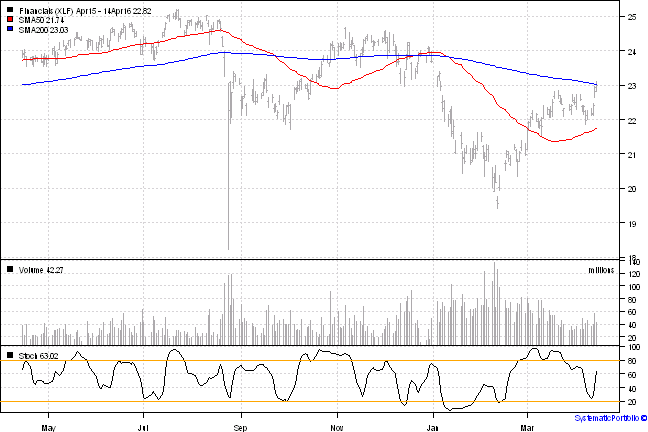 Financials (XLF) Apr15 - 14Apr16 22.82
SMA50 21.74
SMA200 23.03
25
24
23
22
21
20
19
18
Volume 42.27
millions
140
120
100
80
60
40
20
Stoch 63.02
100
80
60
40
20
May Jul Sep Nov Jan Mar
SystematicPortfolio ©